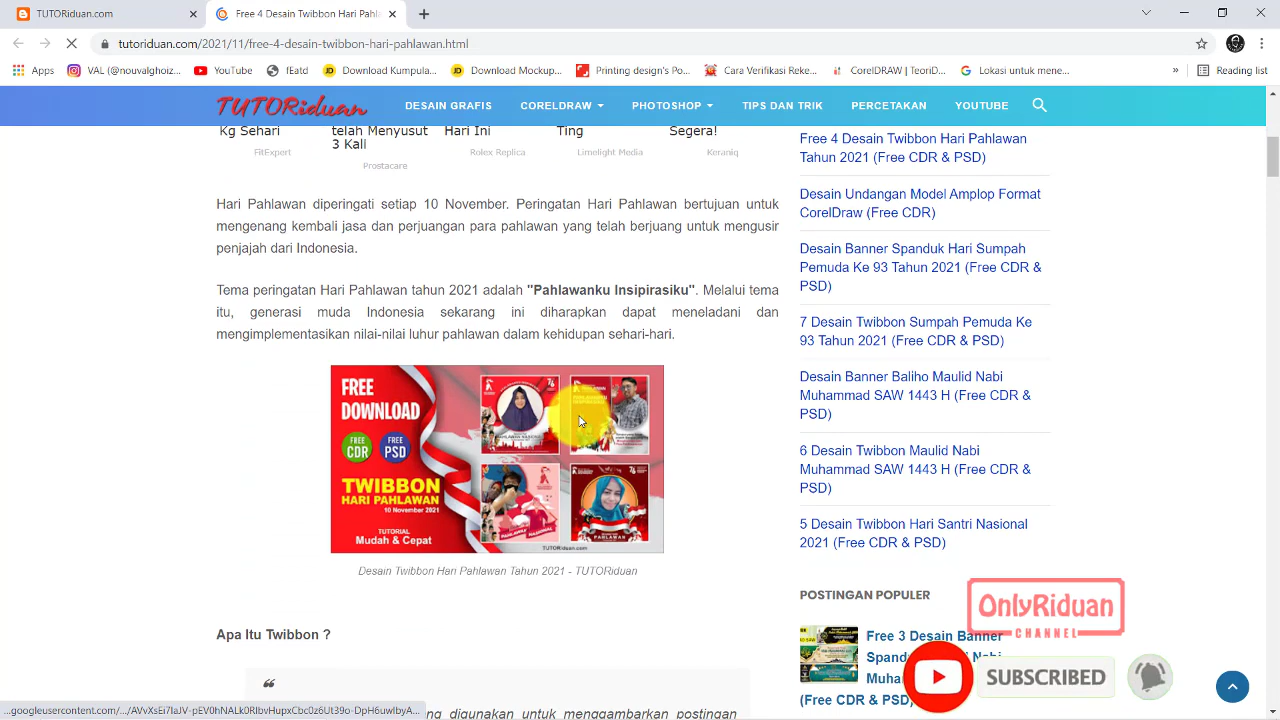 TUTORIDUAN.COM
Free 4 Desain Twibbon Hari Pahl
tutoriduan.com/2021/11/free-4-desain-twibbon-hari-pahlawan.html
Apps
VAL (@nouvalghoiz...
YouTube
fEatd
Download Kumpula...
Download Mockup...
Printing design's Po...
Cara Verifikasi Reke...
CorelDRAW | TeoriD...
Lokasi untuk mene...
»
Reading list
TUTORiduan
DESAIN GRAFIS
CORELDRAW
PHOTOSHOP
TIPS DAN TRIK
PERCETAKAN
YOUTUBE
Kg Sehari
FitExpert
telah Menyusut
3 Kali
Prostacare
Hari Ini
Rolex Replica
Ting
Limelight Media
Segera!
Keraniq
Hari Pahlawan diperingati setiap 10 November. Peringatan Hari Pahlawan bertujuan untuk
mengenang kembali jasa dan perjuangan para pahlawan yang telah berjuang untuk mengusir
penjajah dari Indonesia.
Tema peringatan Hari Pahlawan tahun 2021 adalah "Pahlawanku Insipirasiku". Melalui tema
itu, generasi muda Indonesia sekarang ini diharapkan dapat meneladani dan
mengimplementasikan nilai-nilai luhur pahlawan dalam kehidupan sehari-hari.
FREE
DOWNLOAD
FREE
CDR
FREE
PSD
TWIBBON
HARI PAHLAWAN
10 November 2021
TUTORIAL
Mudah & Cepat
TUTORiduan.com
Desain Twibbon Hari Pahlawan Tahun 2021 - TUTORiduan
Apa Itu Twibbon ?
❝
digunakan untuk menggambarkan postingan
Free 4 Desain Twibbon Hari Pahlawan
Tahun 2021 (Free CDR & PSD)
Desain Undangan Model Amplop Format
CorelDraw (Free CDR)
Desain Banner Spanduk Hari Sumpah
Pemuda Ke 93 Tahun 2021 (Free CDR &
PSD)
7 Desain Twibbon Sumpah Pemuda Ke
93 Tahun 2021 (Free CDR & PSD)
Desain Banner Baliho Maulid Nabi
Muhammad SAW 1443 H (Free CDR &
PSD)
6 Desain Twibbon Maulid Nabi
Muhammad SAW 1443 H (Free CDR &
PSD)
5 Desain Twibbon Hari Santri Nasional
2021 (Free CDR & PSD)
POSTINGAN POPULER
Free 3 Desain Banner
(Free CDR & PSD)
OnlyRiduan
CHANNEL
SUBSCRIBED